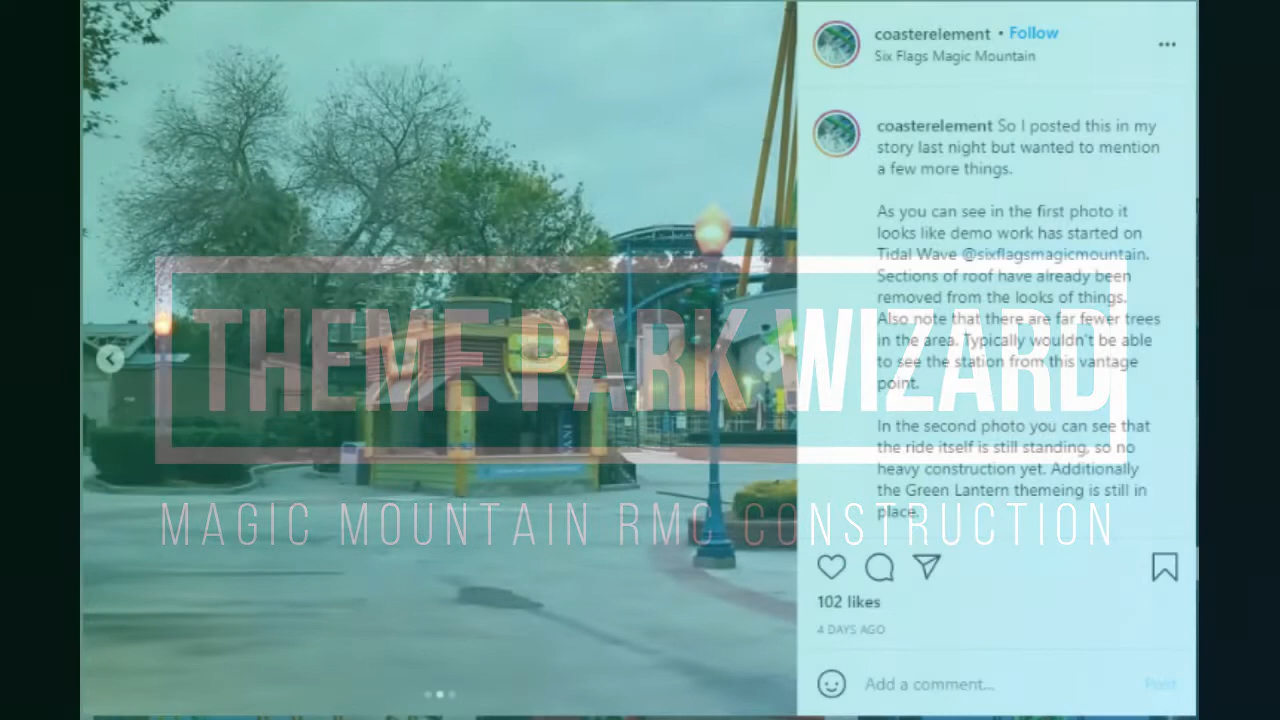 coasterelement • Follow
Six Flags Magic Mountain
coasterelement So I posted this in my
story last night but wanted to mention
a few more things.
As you can see in the first photo it
looks like demo work has started on
Tidal Wave @sixflagsmagicmountain.
Sections of roof have already been
removed from the looks of things.
Also note that there are far fewer trees
in the area. Typically wouldn't be able
to see the station from this vantage
point.
In the second photo you can see that
the ride itself is still standing, so no
heavy construction yet. Additionally
the Green Lantern themeing is still in
place.
THEME PARK WIZARD
MAGIC MOUNTAIN RMC CONSTRUCTION
102 likes
4 DAYS AGO
Add a comment...
Post